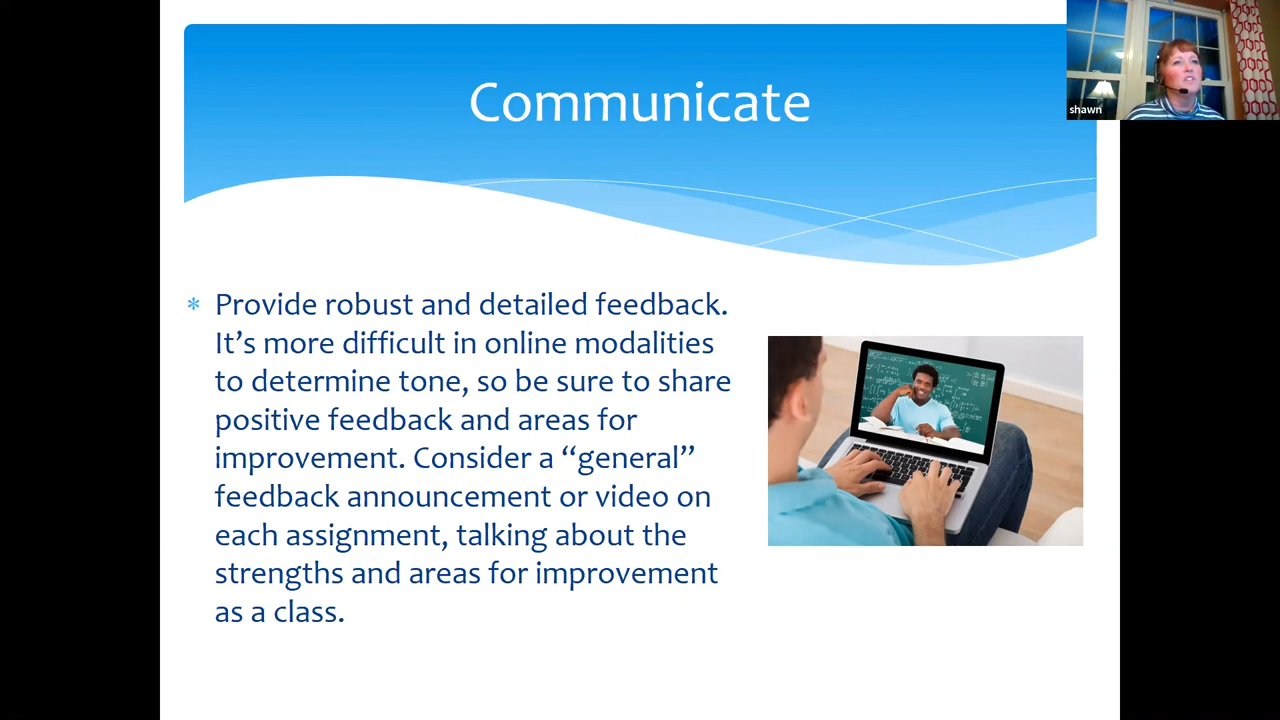 Communicate
shawn
* Provide robust and detailed feedback.
It’s more difficult in online modalities
to determine tone, so be sure to share
positive feedback and areas for
improvement. Consider a “general”
feedback announcement or video on
each assignment, talking about the
strengths and areas for improvement
as a class.